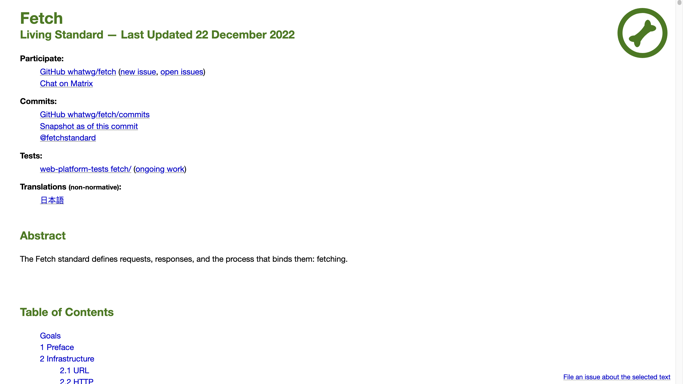 Fetch
Living Standard — Last Updated 22 December 2022
Participate:
GitHub whatwg/fetch (new issue, open issues)
Chat on Matrix
Commits:
GitHub whatwg/fetch/commits
Snapshot as of this commit
@fetchstandard
Tests:
web-platform-tests fetch/ (ongoing work)
Translations (non-normative):
日本語
Abstract
The Fetch standard defines requests, responses, and the process that binds them: fetching.
Table of Contents
Goals
1 Preface
2 Infrastructure
2.1 URL
2.2 HTTP
File an issue about the selected text